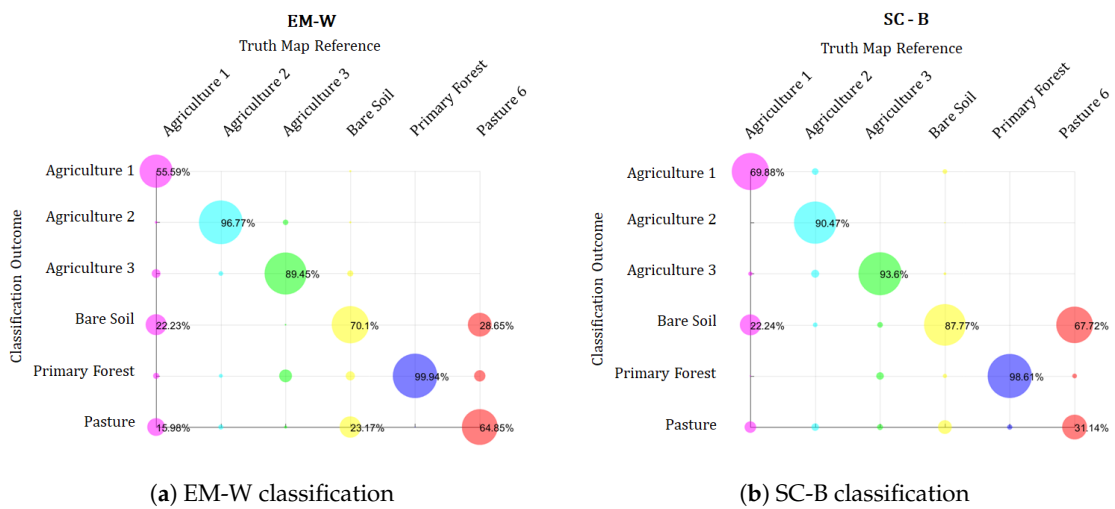 EM-W
Truth Map Reference
Agriculture 1
Agriculture 2
Agriculture 3
Bare Soil
Primary Forest
Pasture 6
Classification Outcome
Agriculture 1
55.59%
Agriculture 2
96.77%
Agriculture 3
89.45%
Bare Soil
22.23%
70.1%
28.65%
Primary Forest
99.94%
Pasture
15.98%
23.17%
64.85%
(a) EM-W classification
SC - B
Truth Map Reference
Agriculture 1
Agriculture 2
Agriculture 3
Bare Soil
Primary Forest
Pasture 6
Classification Outcome
Agriculture 1
69.88%
Agriculture 2
90.47%
Agriculture 3
93.6%
Bare Soil
22.24%
87.77%
67.72%
Primary Forest
98.61%
Pasture
31.14%
(b) SC-B classification